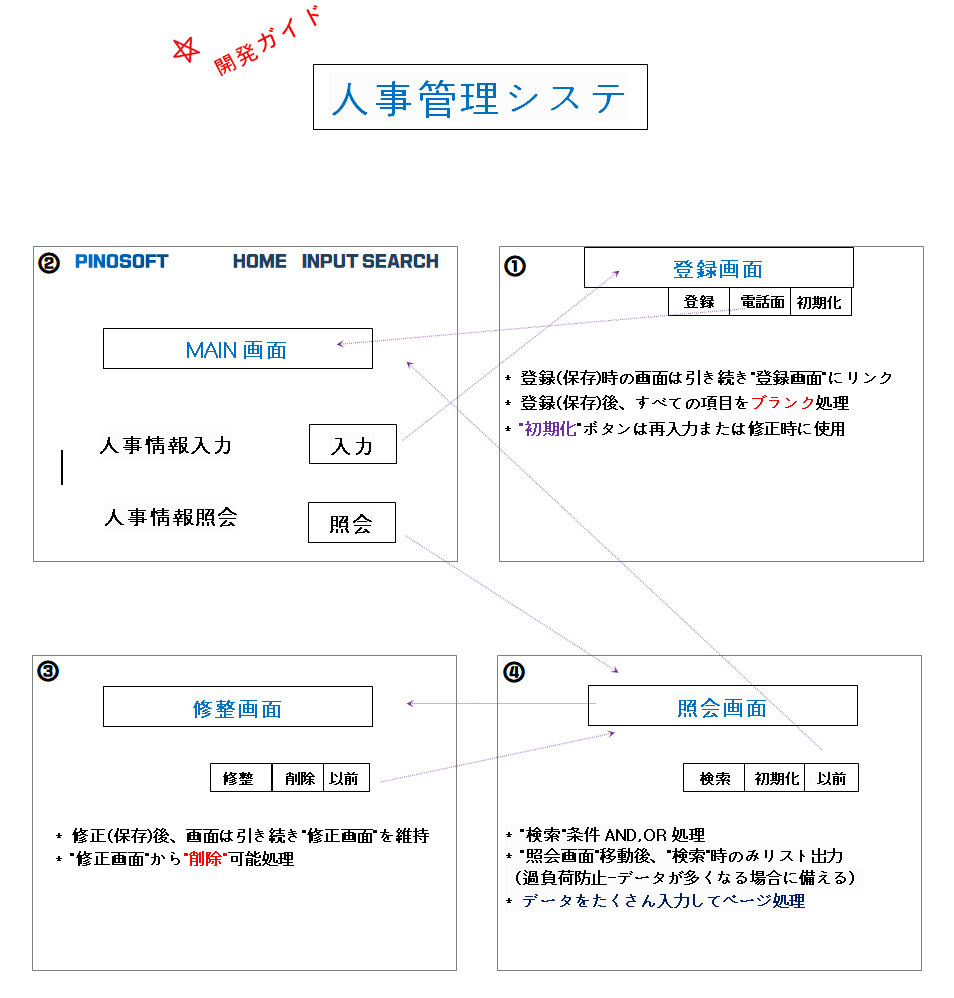 ☆ 開発ガイド
人事管理システ
② PINOSOFT HOME INPUT SEARCH
MAIN 画面
人事情報入力 入力
人事情報照会 照会
① 登録画面
登録 電話面 初期化
* 登録(保存)時の画面は引き続き"登録画面"にリンク
* 登録(保存)後、すべての項目をブランク処理
* "初期化"ボタンは再入力または修正時に使用
③
修整画面
修整 削除 以前
* 修正(保存)後、画面は引き続き"修正画面"を維持
* "修正画面"から"削除"可能処理
④
照会画面
検索 初期化 以前
* "検索"条件 AND,OR 処理
* "照会画面"移動後、"検索"時のみリスト出力
（過負荷防止-データが多くなる場合に備える）
* データをたくさん入力してページ処理